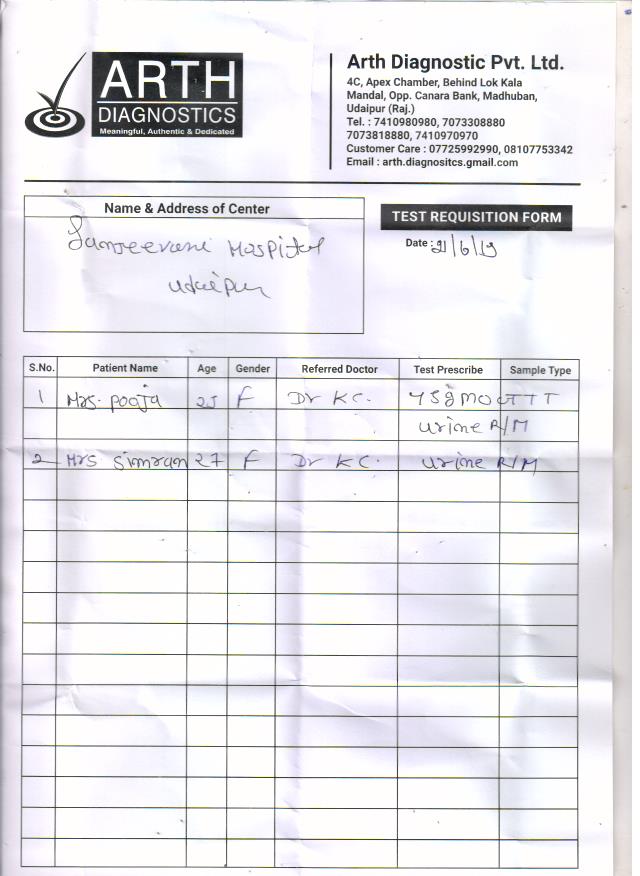 ARTH
DIAGNOSTICS
Meaningful, Authentic & Dedicated
Arth Diagnostic Pvt. Ltd.
4C, Apex Chamber, Behind Lok Kala
Mandal, Opp. Canara Bank, Madhuban,
Udaipur (Raj.)
Tel. : 7410980980, 7073308880
7073818880, 7410970970
Customer Care : 07725992990, 08107753342
Email : arth.diagnositcs.gmail.com
Name & Address of Center
Sanjeevani Hospital
Udaipur
TEST REQUISITION FORM
Date : 21/6/19
S.No. Patient Name Age Gender Referred Doctor Test Prescribe Sample Type
1 Mrs. Pooja 25 F Dr K C. 75gm OGTT
Urine R/M
2 Mrs Simran 27 F Dr K C. Urine R/M